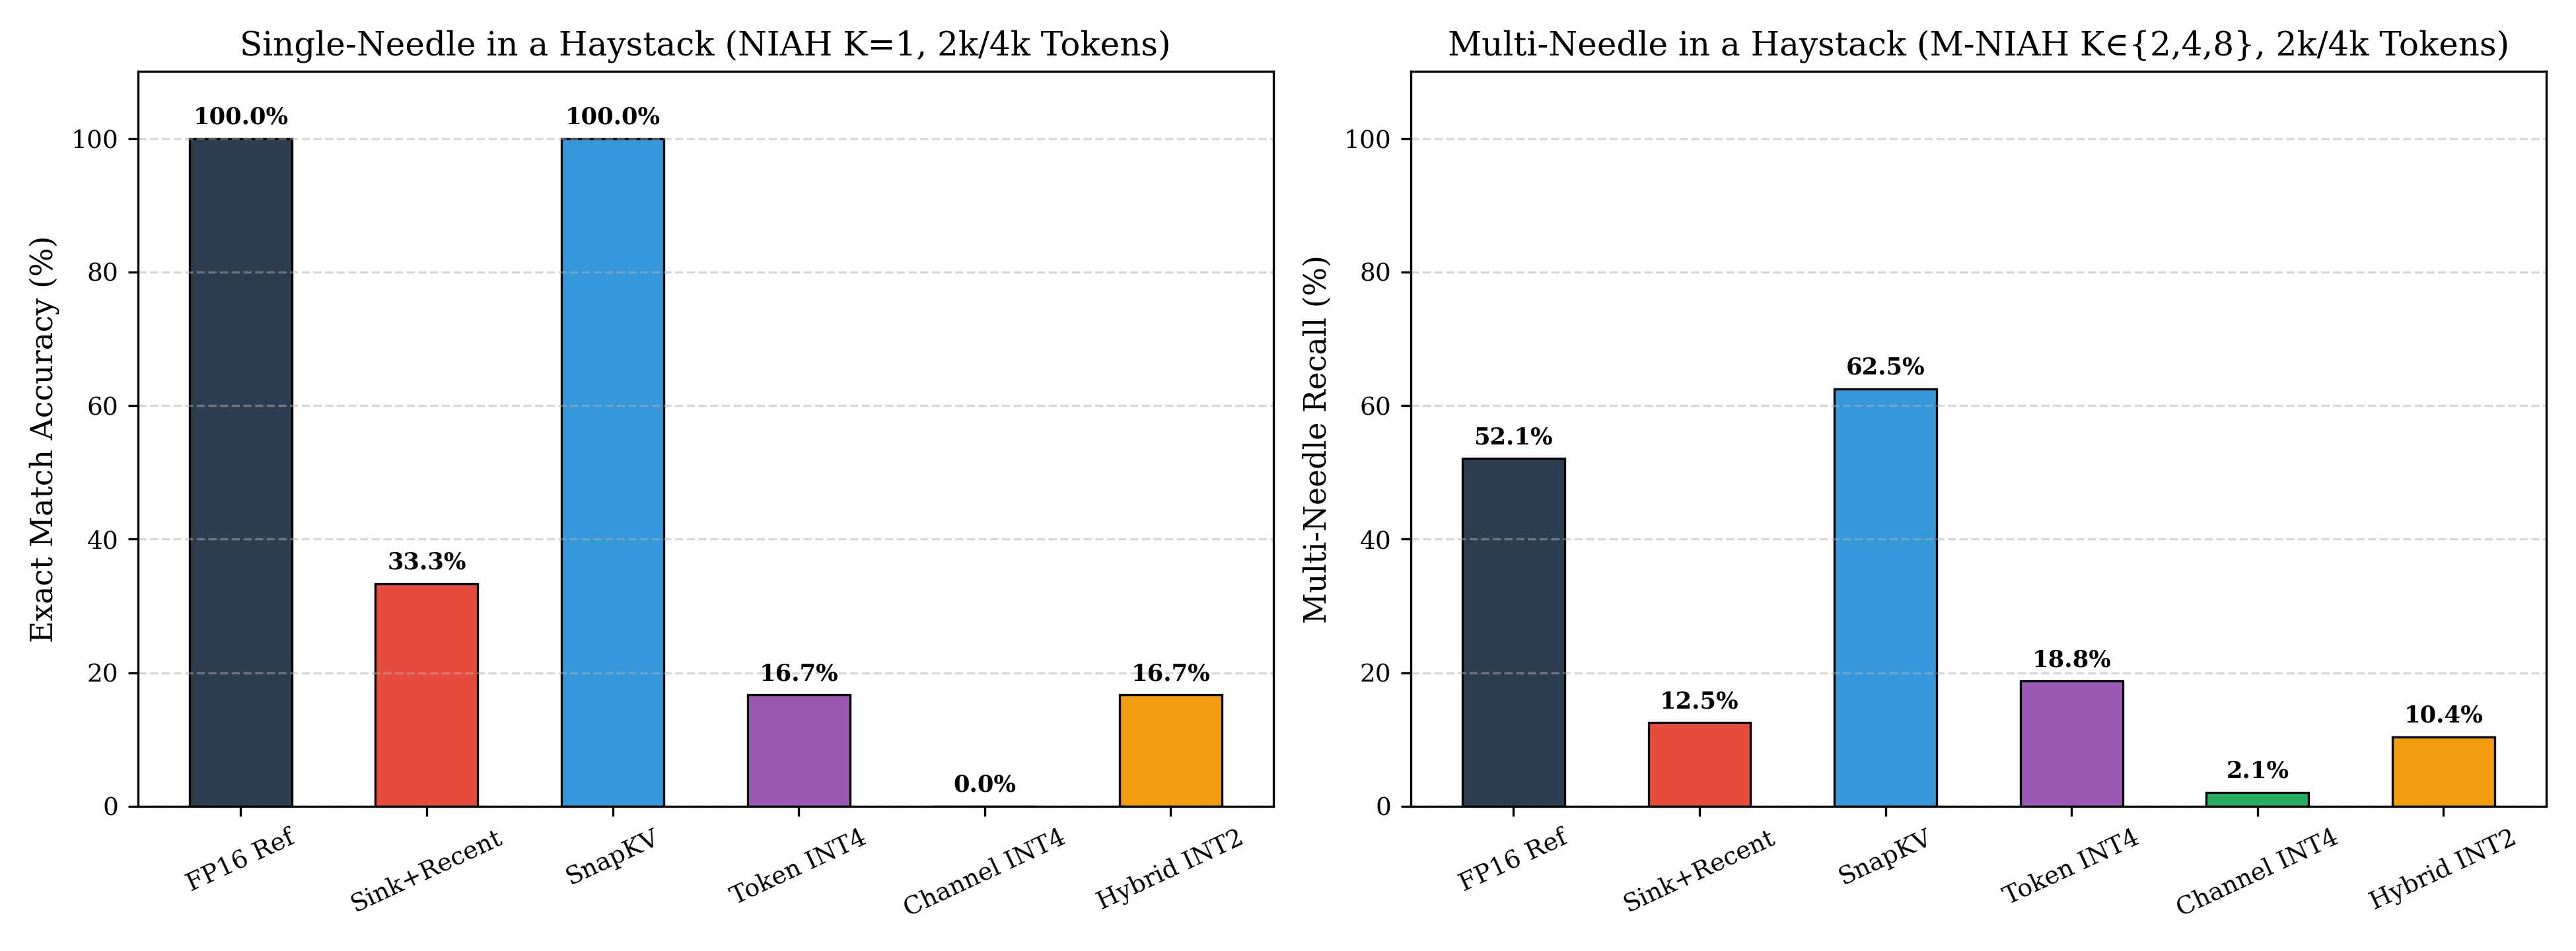 Single-Needle in a Haystack (NIAH K=1, 2k/4k Tokens)
Exact Match Accuracy (%)
100
80
60
40
20
0
100.0%
33.3%
100.0%
16.7%
0.0%
16.7%
FP16 Ref
Sink+Recent
SnapKV
Token INT4
Channel INT4
Hybrid INT2
Multi-Needle in a Haystack (M-NIAH K∈{2,4,8}, 2k/4k Tokens)
Multi-Needle Recall (%)
100
80
60
40
20
0
52.1%
12.5%
62.5%
18.8%
2.1%
10.4%
FP16 Ref
Sink+Recent
SnapKV
Token INT4
Channel INT4
Hybrid INT2